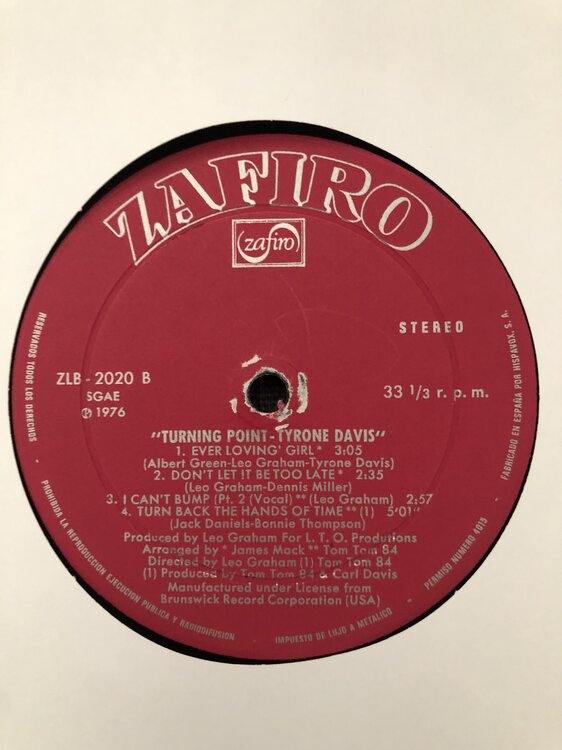 ZAFIRO
zafiro
STEREO
ZLB - 2020 B
SGAE
℗ 1976
33 1/3 r. p. m.
"TURNING POINT-TYRONE DAVIS"
1. EVER LOVING' GIRL * 3:05
(Albert Green-Leo Graham-Tyrone Davis)
2. DON'T LET IT BE TOO LATE * 2:35
(Leo Graham-Dennis Miller)
3. I CAN'T BUMP (Pt. 2 (Vocal) ** (Leo Graham) 2:57
4. TURN BACK THE HANDS OF TIME ** (1) 5'01"
(Jack Daniels-Bonnie Thompson)
Produced by Leo Graham For L. T. O. Produtions
Arranged by * James Mack ** Tom Tom 84
Directed by Leo Graham (1) Tom Tom 84
(1) Produced by Tom Tom 84 & Carl Davis
Manufactured under License from
Brunswick Record Corporation (USA)
RESERVADOS TODOS LOS DERECHOS
PROHIBIDA LA REPRODUCCION EJECUCION PUBLICA Y RADIODIFUSION
IMPUESTO DE LUJO A METALICO
PERMISO NUMERO 4015
FABRICADO EN ESPAÑA POR HISPAVOX, S. A.